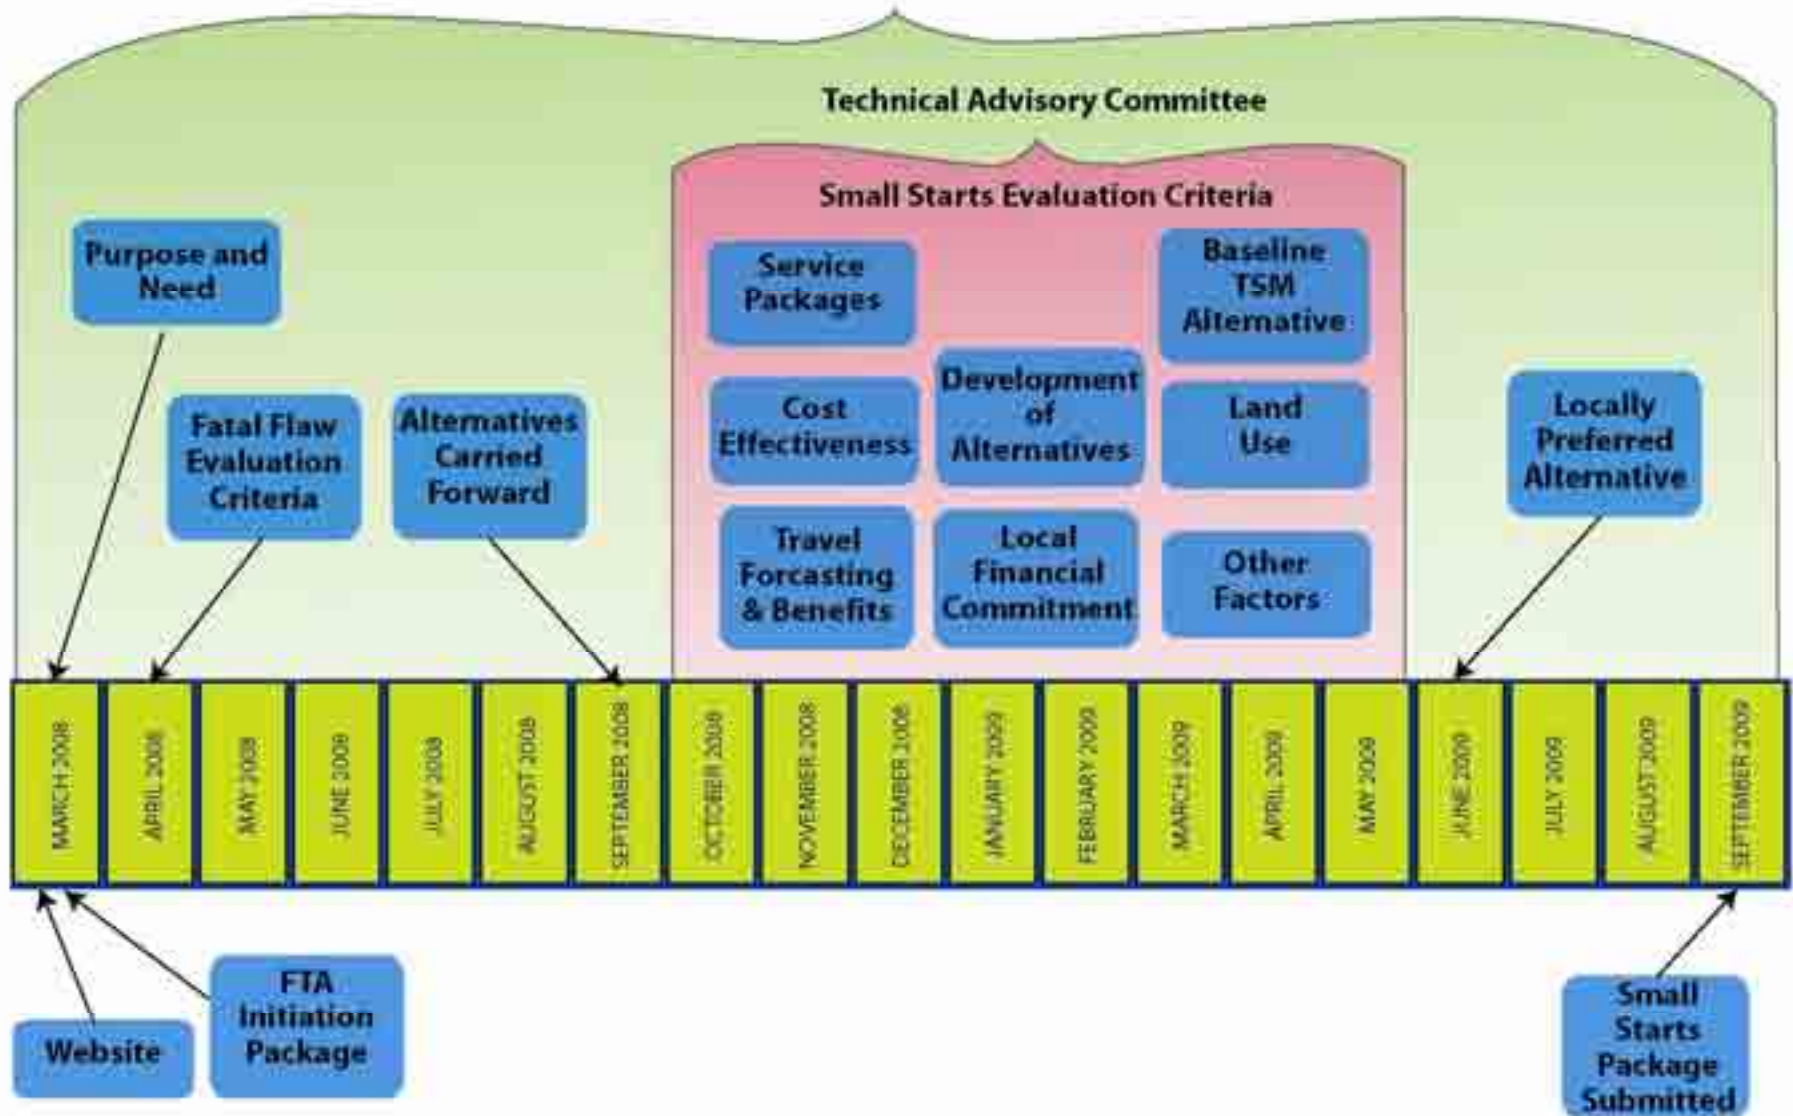 Technical Advisory Committee
Small Starts Evaluation Criteria
Purpose and
Need
Fatal Flaw
Evaluation
Criteria
Alternatives
Carried
Forward
Service
Packages
Baseline
TSM
Alternative
Cost
Effectiveness
Development
of
Alternatives
Land
Use
Travel
Forcasting
& Benefits
Local
Financial
Commitment
Other
Factors
Locally
Preferred
Alternative
MARCH 2008
APRIL 2008
MAY 2008
JUNE 2008
JULY 2008
AUGUST 2008
SEPTEMBER 2008
OCTOBER 2008
NOVEMBER 2008
DECEMBER 2008
JANUARY 2009
FEBRUARY 2009
MARCH 2009
APRIL 2009
MAY 2009
JUNE 2009
JULY 2009
AUGUST 2009
SEPTEMBER 2009
Website
FTA
Initiation
Package
Small
Starts
Package
Submitted